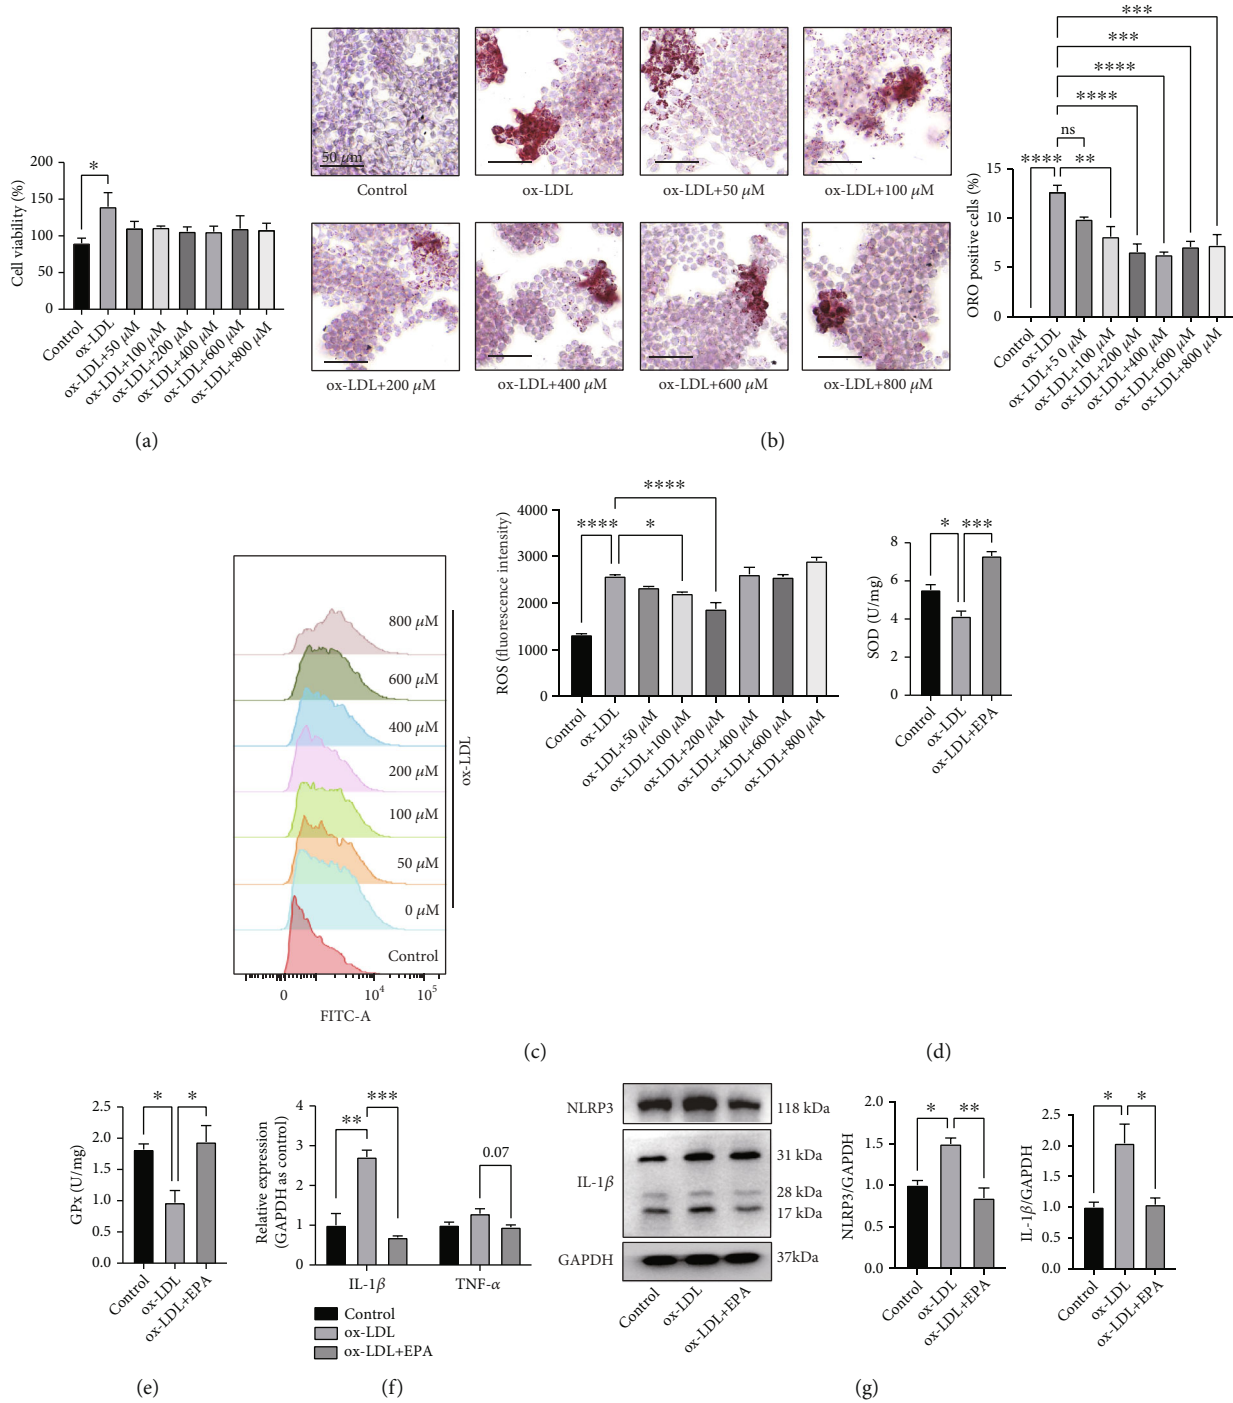 Cell viability (%)
200
150
100
50
0
*
Control
ox-LDL
ox-LDL+50 µM
ox-LDL+100 µM
ox-LDL+200 µM
ox-LDL+400 µM
ox-LDL+600 µM
ox-LDL+800 µM
(a)
50 µm
Control
ox-LDL
ox-LDL+50 µM
ox-LDL+100 µM
ox-LDL+200 µM
ox-LDL+400 µM
ox-LDL+600 µM
ox-LDL+800 µM
ORO positive cells (%)
15
10
5
0
***
***
****
****
ns
**** **
Control
ox-LDL
ox-LDL+5 0 µM
ox-LDL+100 µM
ox-LDL+200 µM
ox-LDL+400 µM
ox-LDL+600 µM
ox-LDL+800 µM
(b)
800 µM
600 µM
400 µM
200 µM
100 µM
50 µM
0 µM
Control
ox-LDL
0 10^4 10^5
FITC-A
ROS (fluorescence intensity)
4000
3000
2000
1000
0
****
**** *
Control
ox-LDL
ox-LDL+50 µM
ox-LDL+100 µM
ox-LDL+200 µM
ox-LDL+400 µM
ox-LDL+600 µM
ox-LDL+800 µM
(c)
SOD (U/mg)
8
6
4
2
0
* ***
Control
ox-LDL
ox-LDL+EPA
(d)
GPx (U/mg)
2.5
2.0
1.5
1.0
0.5
0.0
* *
Control
ox-LDL
ox-LDL+EPA
(e)
Relative expression
(GAPDH as control)
4
3
2
1
0
** ***
0.07
IL-1β TNF-α
Control
ox-LDL
ox-LDL+EPA
(f)
NLRP3 118 kDa
IL-1β
31 kDa
28 kDa
17 kDa
GAPDH 37kDa
Control
ox-LDL
ox-LDL+EPA
NLRP3/GAPDH
2.0
1.5
1.0
0.5
0.0
* **
Control
ox-LDL
ox-LDL+EPA
IL-1β/GAPDH
2.5
2.0
1.5
1.0
0.5
0.0
* *
Control
ox-LDL
ox-LDL+EPA
(g)